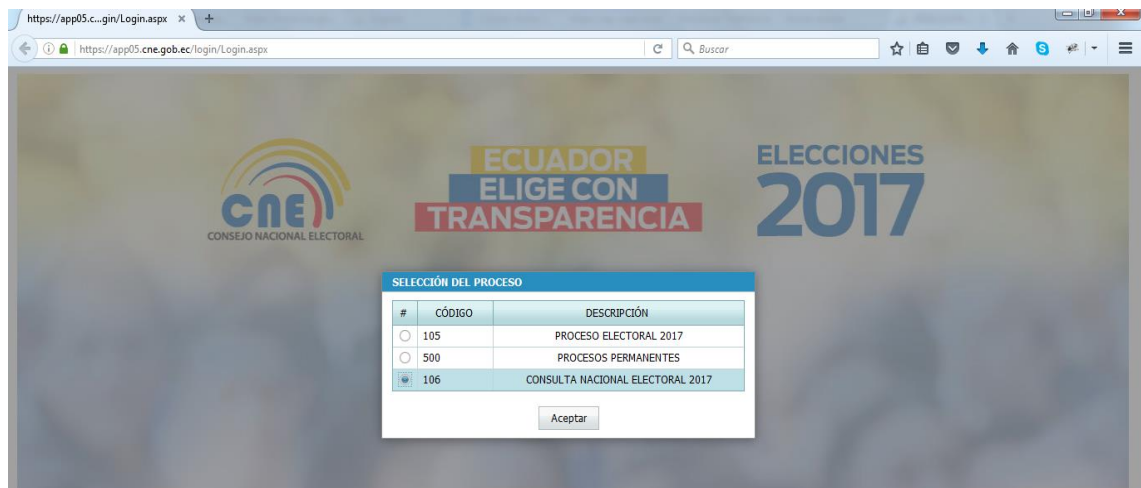 https://app05.c...gin/Login.aspx
https://app05.cne.gob.ec/login/Login.aspx
Buscar
cne
CONSEJO NACIONAL ELECTORAL
ECUADOR
ELIGE CON
TRANSPARENCIA
ELECCIONES
2017
SELECCIÓN DEL PROCESO
# CÓDIGO DESCRIPCIÓN
105 PROCESO ELECTORAL 2017
500 PROCESOS PERMANENTES
106 CONSULTA NACIONAL ELECTORAL 2017
Aceptar